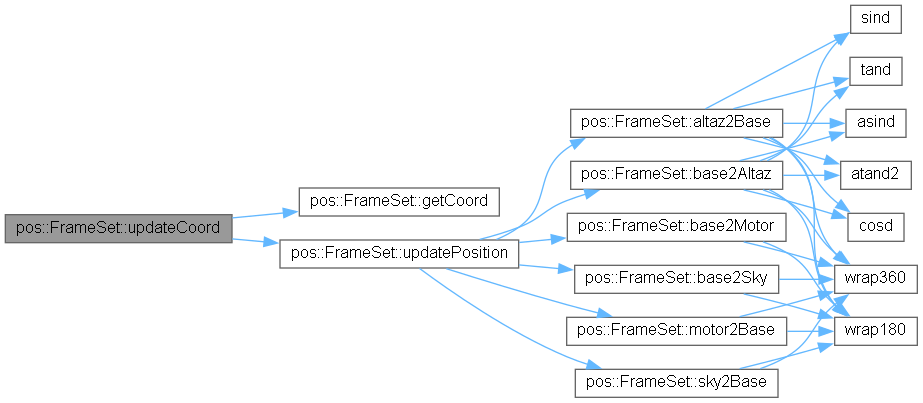 pos::FrameSet::updateCoord
pos::FrameSet::getCoord
pos::FrameSet::updatePosition
pos::FrameSet::altaz2Base
pos::FrameSet::base2Altaz
pos::FrameSet::base2Motor
pos::FrameSet::base2Sky
pos::FrameSet::motor2Base
pos::FrameSet::sky2Base
sind
tand
asind
atand2
cosd
wrap360
wrap180